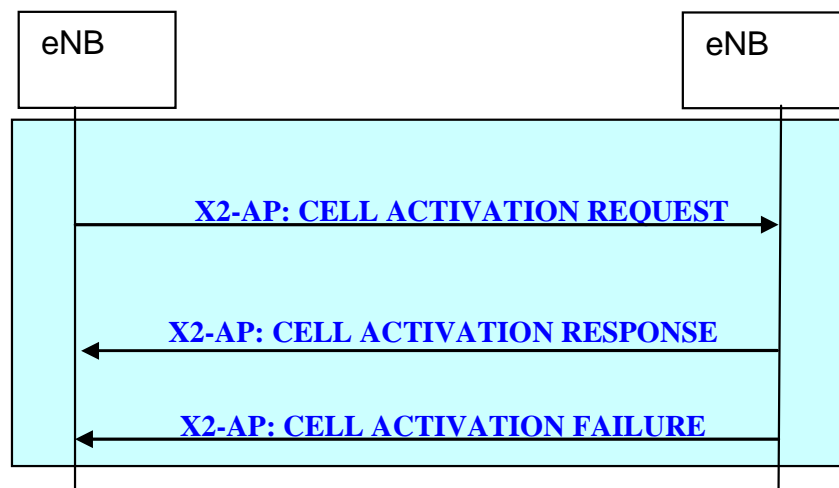 eNB
eNB
X2-AP: CELL ACTIVATION REQUEST
X2-AP: CELL ACTIVATION RESPONSE
X2-AP: CELL ACTIVATION FAILURE